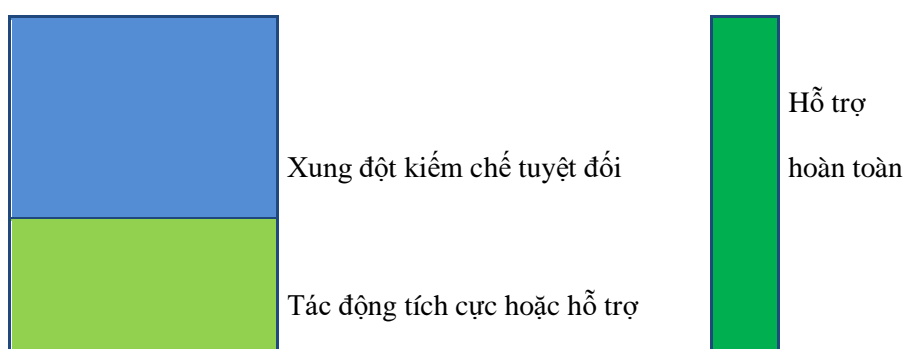 Hỗ trợ
Xung đột kiếm chế tuyệt đối
hoàn toàn
Tác động tích cực hoặc hỗ trợ